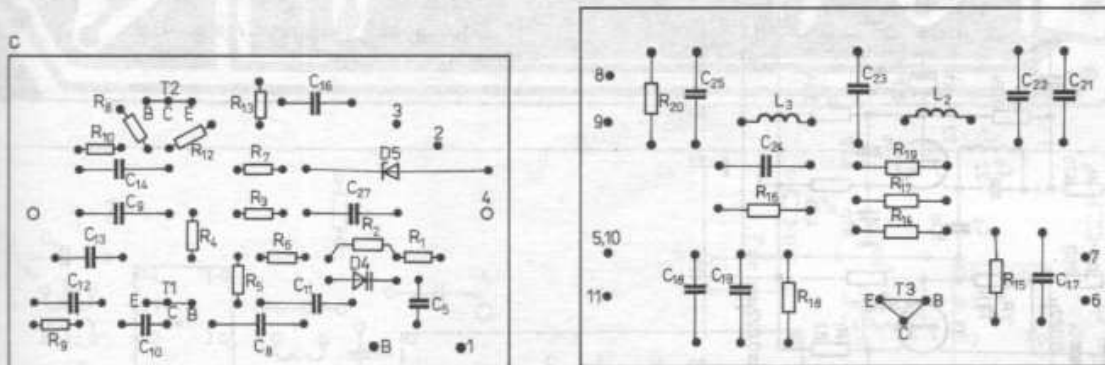 C
T2
B C E
R8
R10
R12
R13
C16
3
2
C14
R7
D5
C9
R3
C27
4
C13
R4
R6
R2
R1
D4
C12
T1
E C B
R5
C11
C5
R9
C10
C8
B
1
8
R20
C25
C23
L2
C22
C21
9
L3
C24
R19
R16
R17
R14
5,10
C18
C19
R18
T3
E
B
C
R15
C17
7
11
6